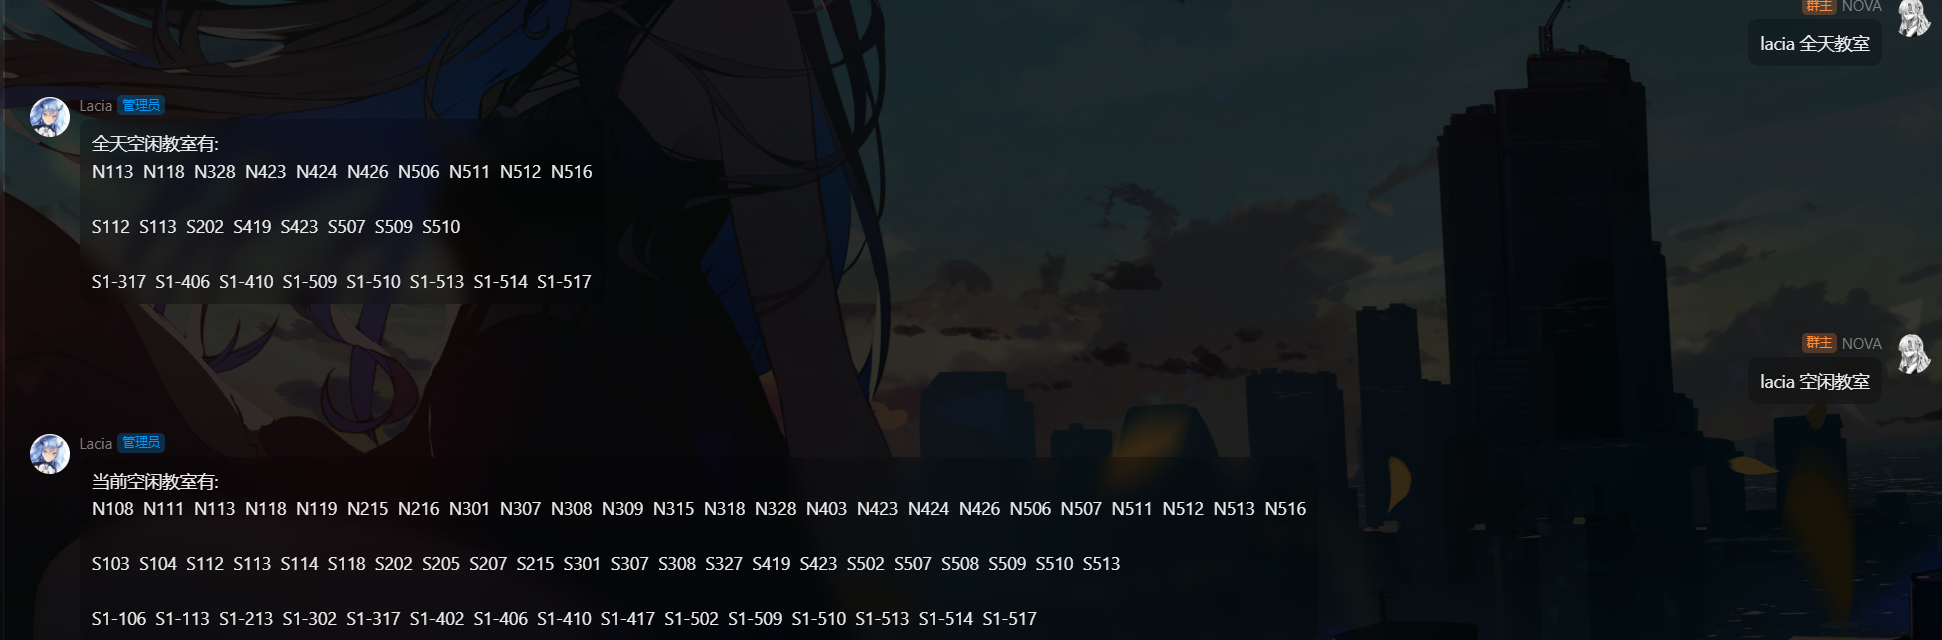 群主 NOVA
lacia 全天教室
Lacia 管理员
全天空闲教室有:
N113 N118 N328 N423 N424 N426 N506 N511 N512 N516
S112 S113 S202 S419 S423 S507 S509 S510
S1-317 S1-406 S1-410 S1-509 S1-510 S1-513 S1-514 S1-517
群主 NOVA
lacia 空闲教室
Lacia 管理员
当前空闲教室有:
N108 N111 N113 N118 N119 N215 N216 N301 N307 N308 N309 N315 N318 N328 N403 N423 N424 N426 N506 N507 N511 N512 N513 N516
S103 S104 S112 S113 S114 S118 S202 S205 S207 S215 S301 S307 S308 S327 S419 S423 S502 S507 S508 S509 S510 S513
S1-106 S1-113 S1-213 S1-302 S1-317 S1-402 S1-406 S1-410 S1-417 S1-502 S1-509 S1-510 S1-513 S1-514 S1-517